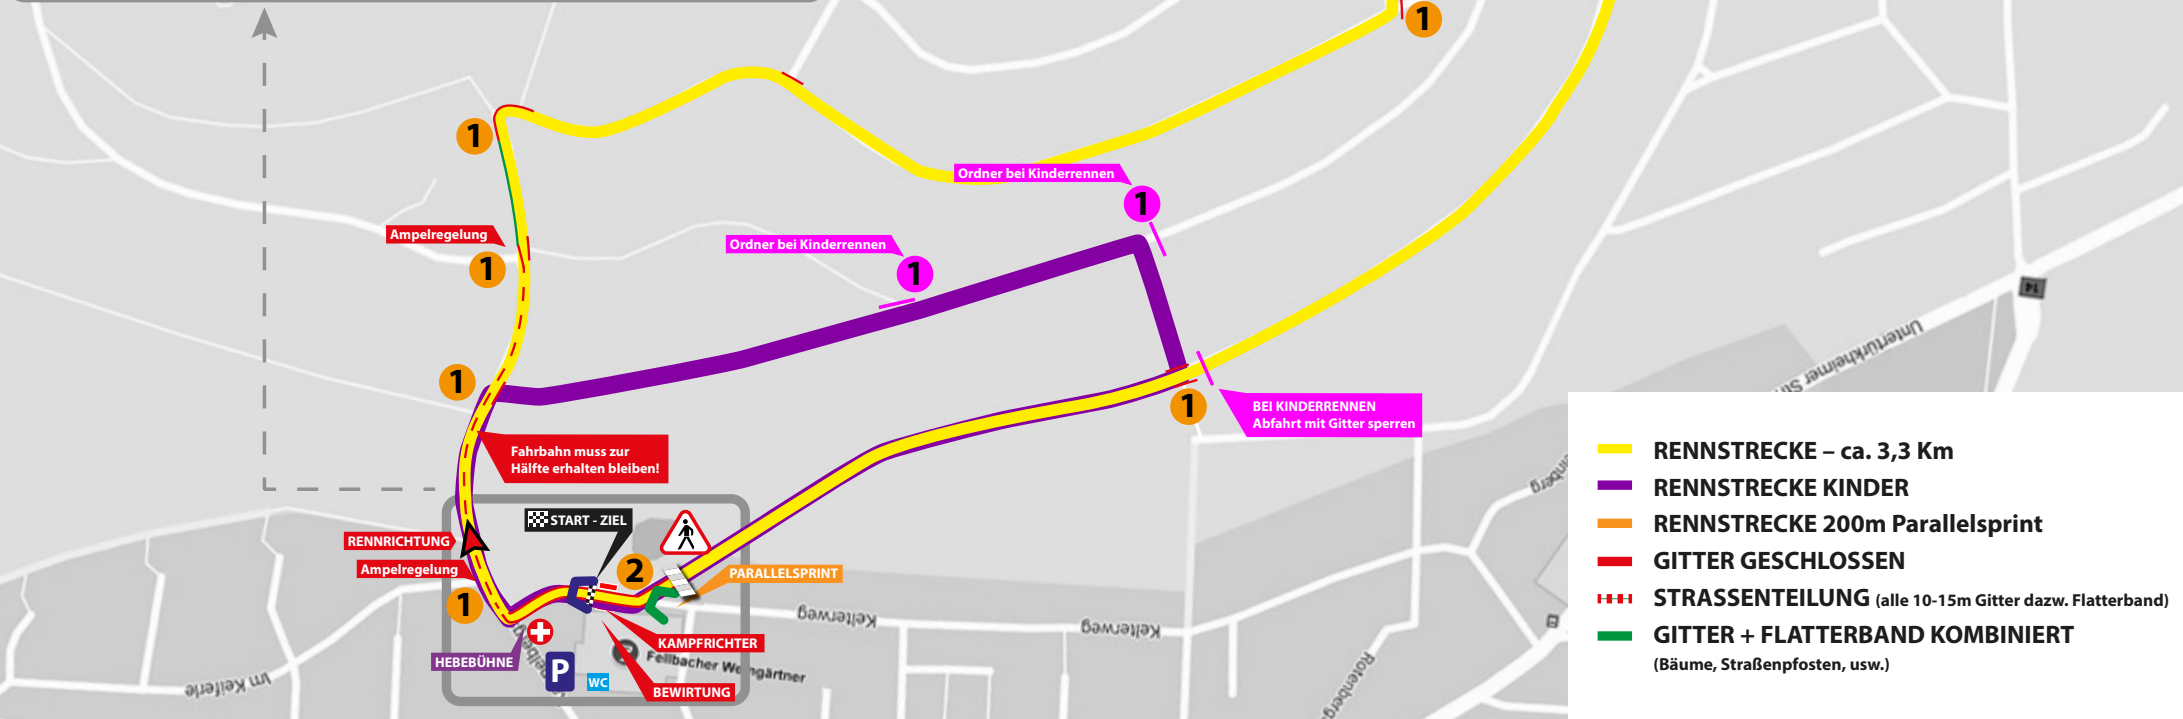 1
1
Ordner bei Kinderrennen
1
Ampelregelung
1
Ordner bei Kinderrennen
1
14
Untertürkheimer Str
1
1
BEI KINDERRENNEN
Abfahrt mit Gitter sperren
Fahrbahn muss zur
Hälfte erhalten bleiben!
START - ZIEL
RENNRICHTUNG
Ampelregelung
1
2
PARALLELSPRINT
Kelterweg
Kelterweg
KAMPFRICHTER
HEBEBÜHNE
P
WC
Fellbacher Weingärtner
BEWIRTUNG
Im Kelferle
RENNSTRECKE – ca. 3,3 Km
RENNSTRECKE KINDER
RENNSTRECKE 200m Parallelsprint
GITTER GESCHLOSSEN
STRASSENTEILUNG (alle 10-15m Gitter dazw. Flatterband)
GITTER + FLATTERBAND KOMBINIERT
(Bäume, Straßenpfosten, usw.)